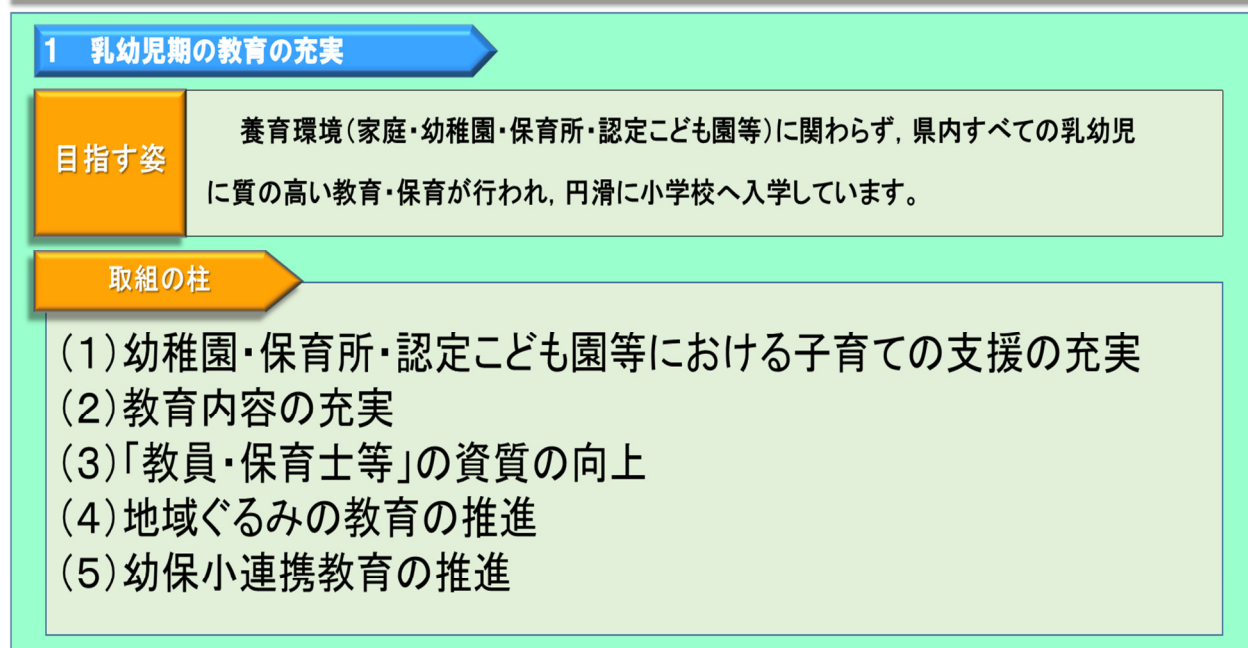 1 乳幼児期の教育の充実
目指す姿
養育環境(家庭・幼稚園・保育所・認定こども園等)に関わらず,県内すべての乳幼児
に質の高い教育・保育が行われ,円滑に小学校へ入学しています。
取組の柱
(1)幼稚園・保育所・認定こども園等における子育ての支援の充実
(2)教育内容の充実
(3)「教員・保育士等」の資質の向上
(4)地域ぐるみの教育の推進
(5)幼保小連携教育の推進